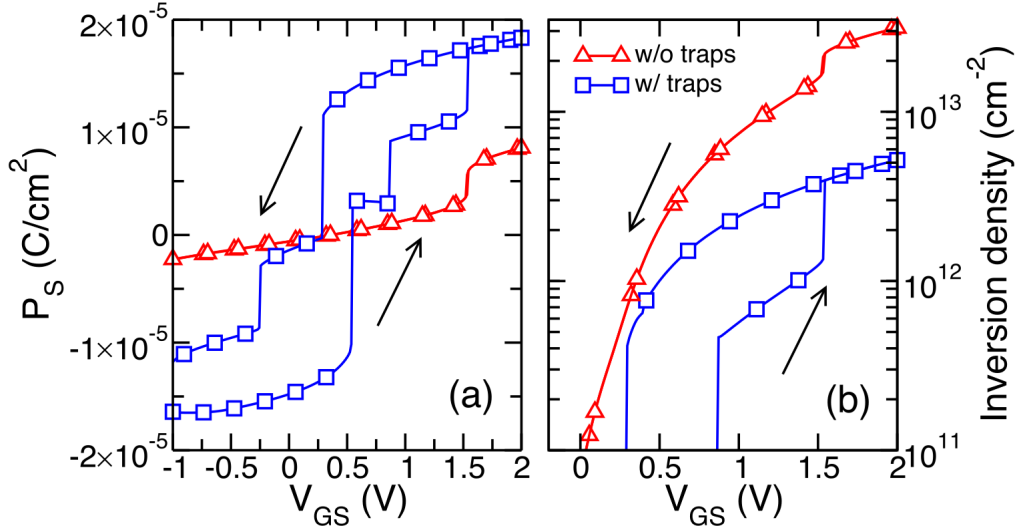 2×10⁻⁵
1×10⁻⁵
0
-1×10⁻⁵
-2×10⁻⁵
P_S (C/cm²)
-1 -0.5 0 0.5 1 1.5 2
V_GS (V)
(a)
w/o traps
w/ traps
(b)
0 0.5 1 1.5 2
V_GS (V)
10¹³
10¹²
10¹¹
Inversion density (cm⁻²)